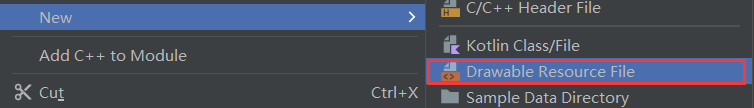 New
Add C++ to Module
Cut Ctrl+X
C/C++ Header File
Kotlin Class/File
Drawable Resource File
Sample Data Directory